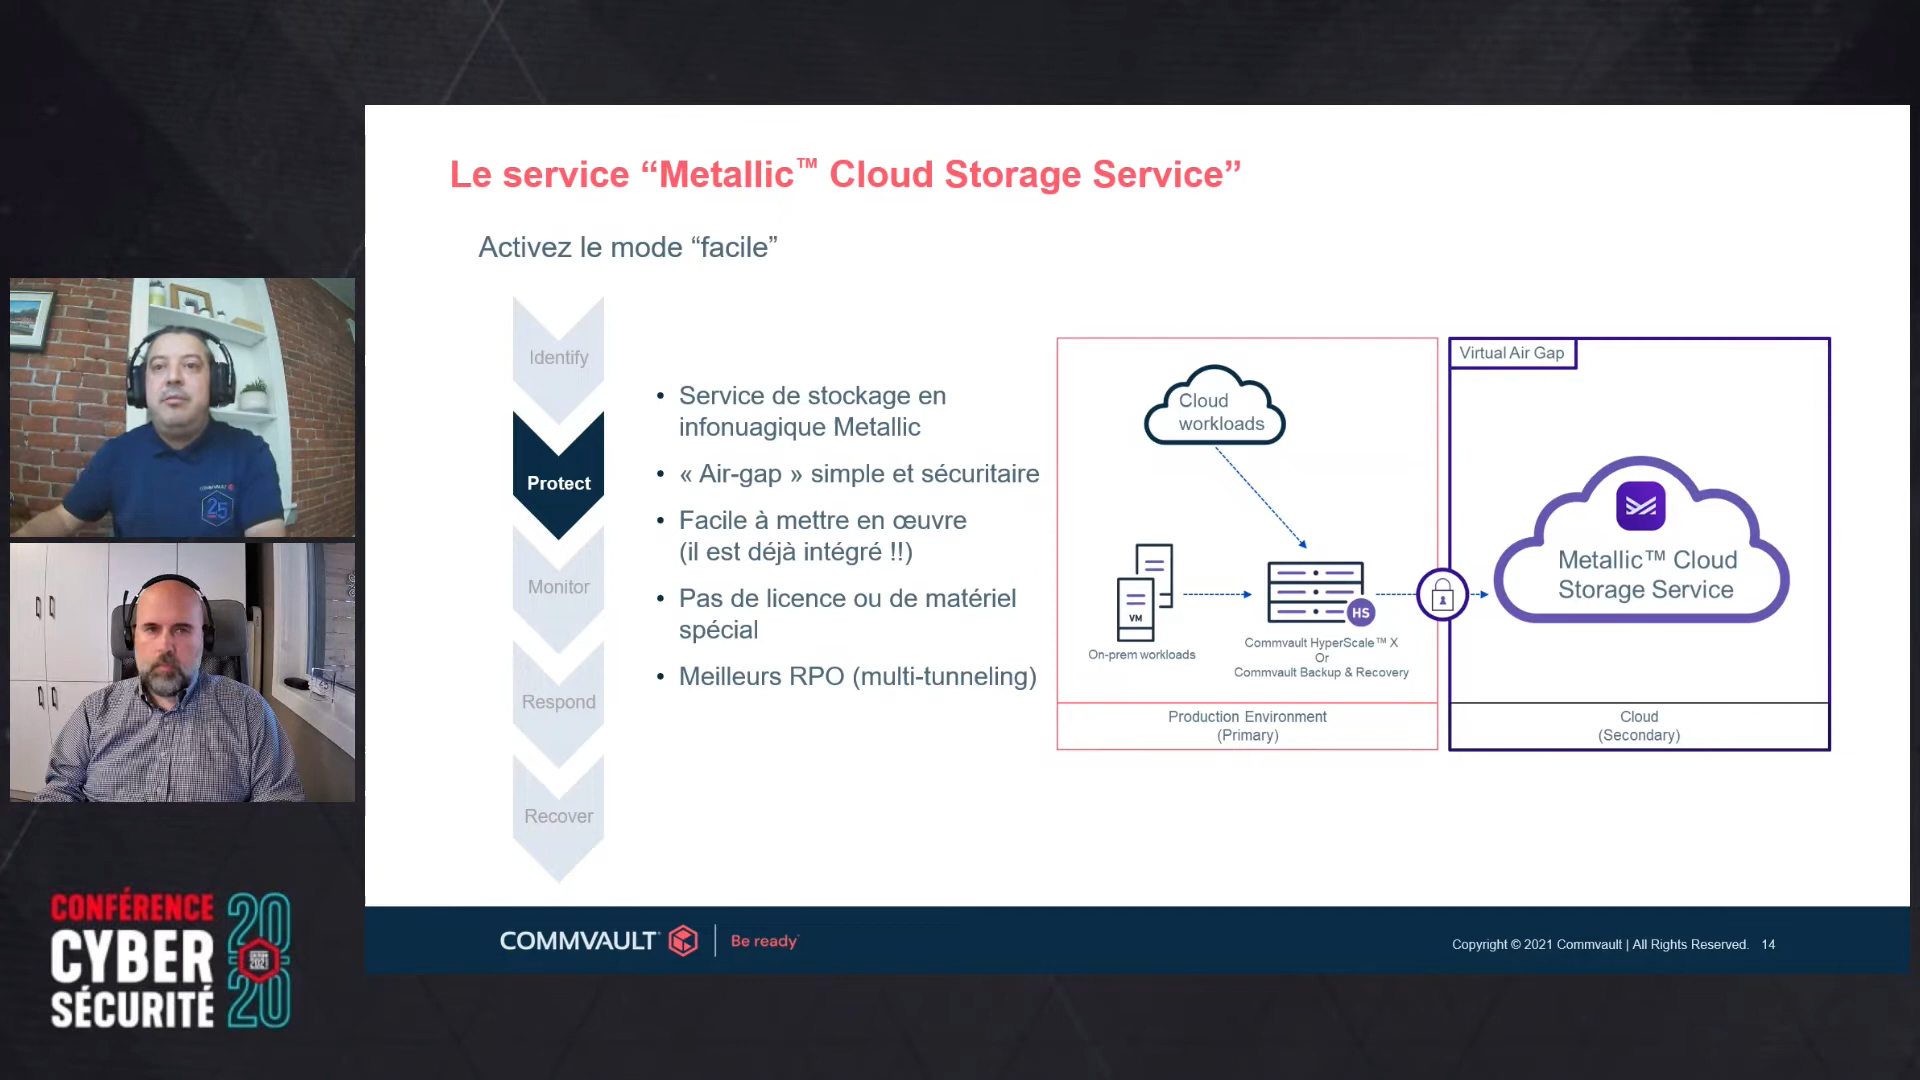 Le service “Metallic™ Cloud Storage Service”
Activez le mode “facile”
Identify
Protect
Monitor
Respond
Recover
• Service de stockage en
infonuagique Metallic
• « Air-gap » simple et sécuritaire
• Facile à mettre en œuvre
(il est déjà intégré !!)
• Pas de licence ou de matériel
spécial
• Meilleurs RPO (multi-tunneling)
Cloud
workloads
VM
On-prem workloads
HS
Commvault HyperScale™ X
Or
Commvault Backup & Recovery
Production Environment
(Primary)
Virtual Air Gap
Metallic™ Cloud
Storage Service
Cloud
(Secondary)
COMMVAULT
25
CONFÉRENCE
CYBER
SÉCURITÉ
20
2021
20
COMMVAULT
Be ready
Copyright © 2021 Commvault | All Rights Reserved. 14